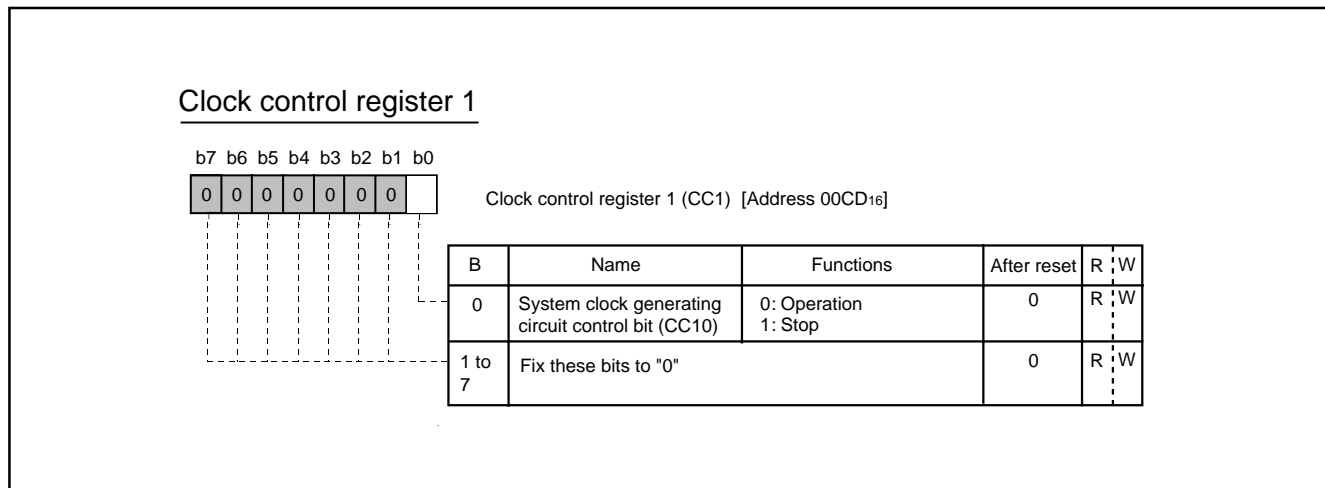 Clock control register 1
b7 b6 b5 b4 b3 b2 b1 b0
0 0 0 0 0 0 0
Clock control register 1 (CC1) [Address 00CD16]
B Name Functions After reset R W
0 System clock generating circuit control bit (CC10) 0: Operation 1: Stop 0 R W
1 to 7 Fix these bits to "0" 0 R W